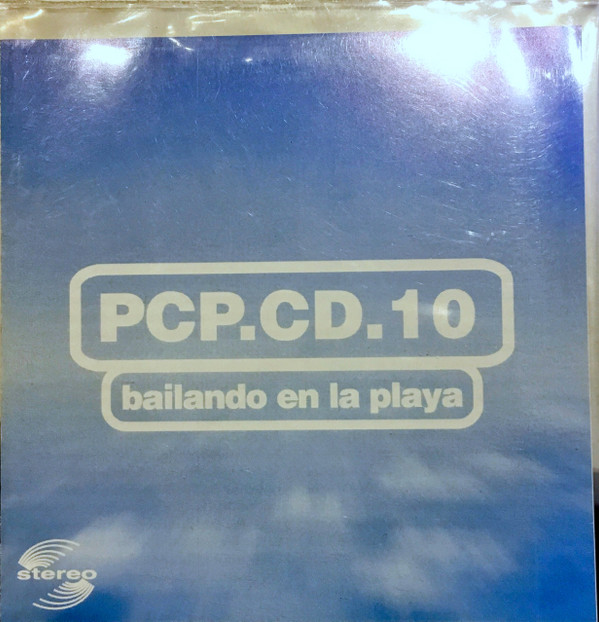 PCP.CD.10
bailando en la playa
stereo